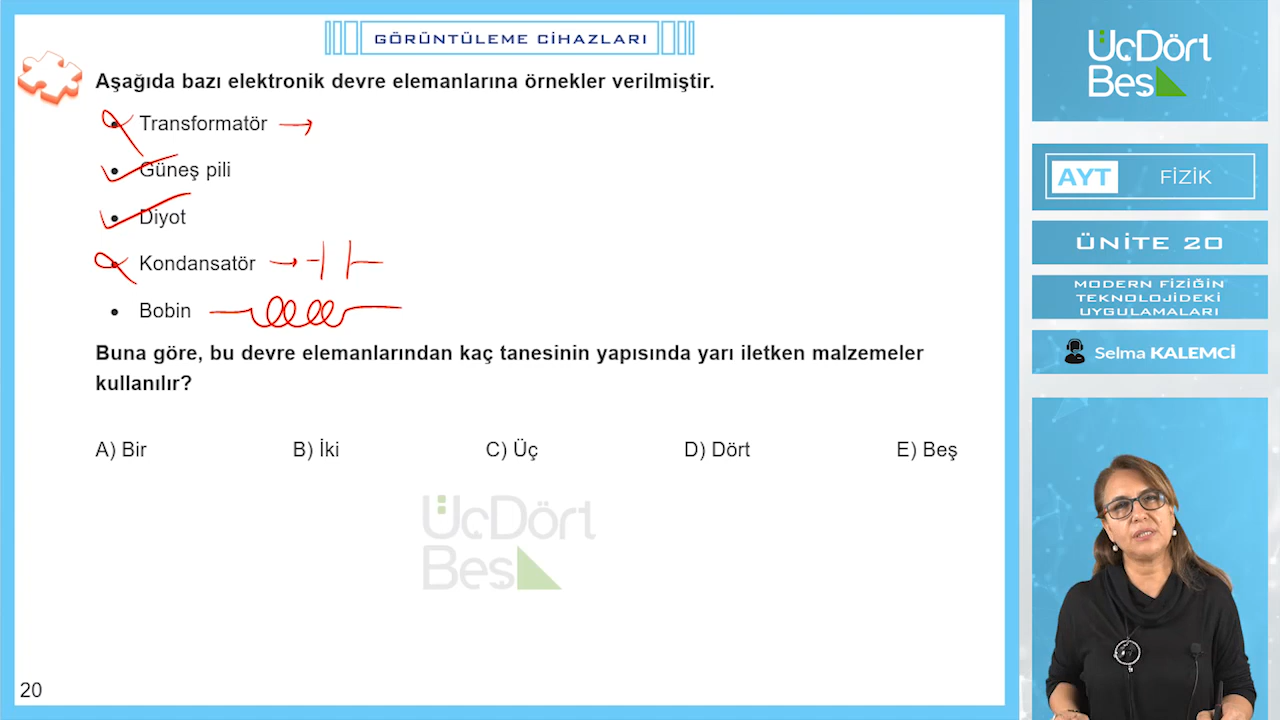 GÖRÜNTÜLEME CİHAZLARI
Aşağıda bazı elektronik devre elemanlarına örnekler verilmiştir.
• Transformatör
• Güneş pili
• Diyot
• Kondansatör
• Bobin
Buna göre, bu devre elemanlarından kaç tanesinin yapısında yarı iletken malzemeler
kullanılır?
A) Bir B) İki C) Üç D) Dört E) Beş
ÜçDört
Beş
20
ÜçDört
Beş
AYT FİZİK
ÜNİTE 20
MODERN FİZİĞİN
TEKNOLOJİDEKİ
UYGULAMALARI
Selma KALEMCİ